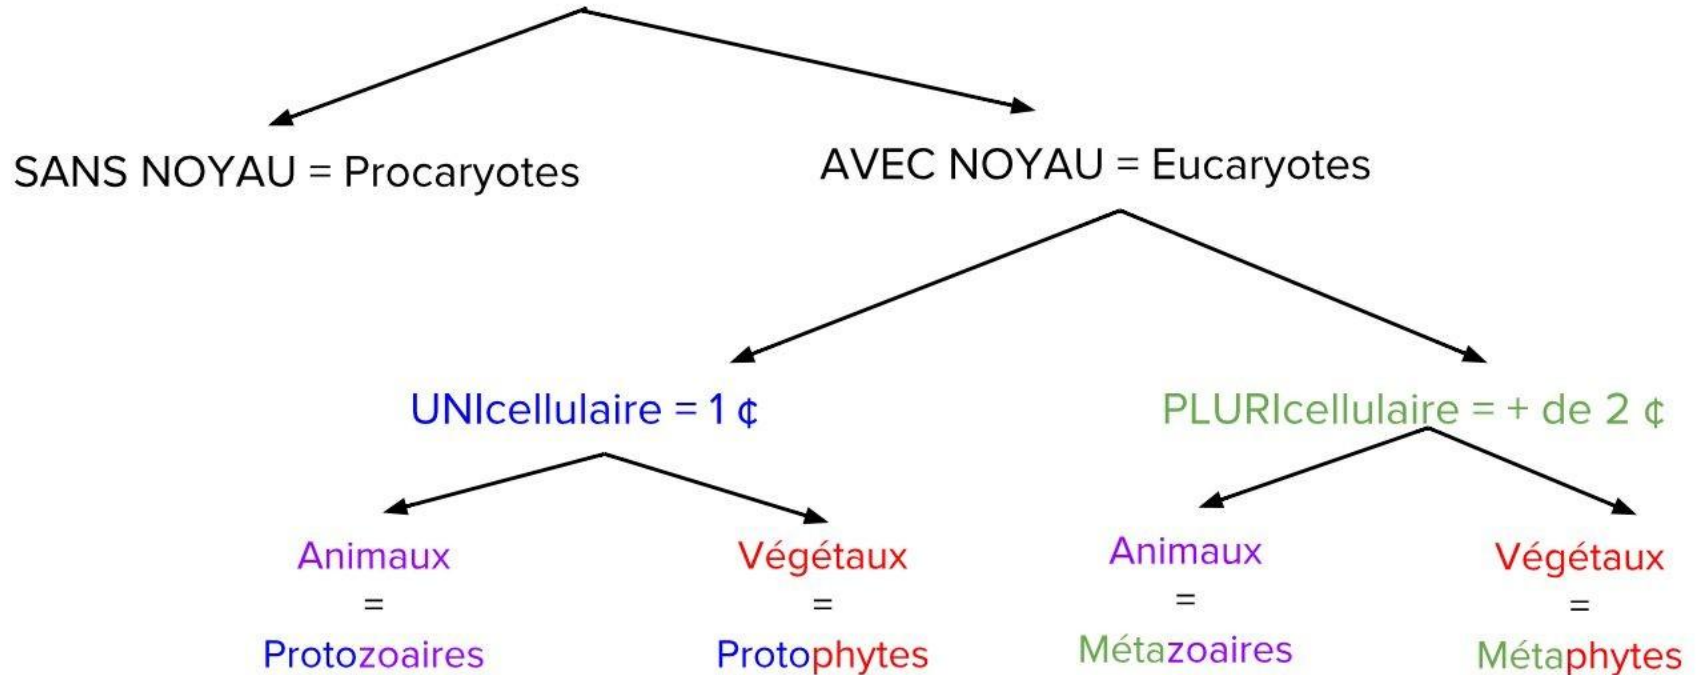 SANS NOYAU = Procaryotes
AVEC NOYAU = Eucaryotes
UNIcellulaire = 1 ¢
PLURIcellulaire = + de 2 ¢
Animaux
=
Protozoaires
Végétaux
=
Protophytes
Animaux
=
Métazoaires
Végétaux
=
Métaphytes